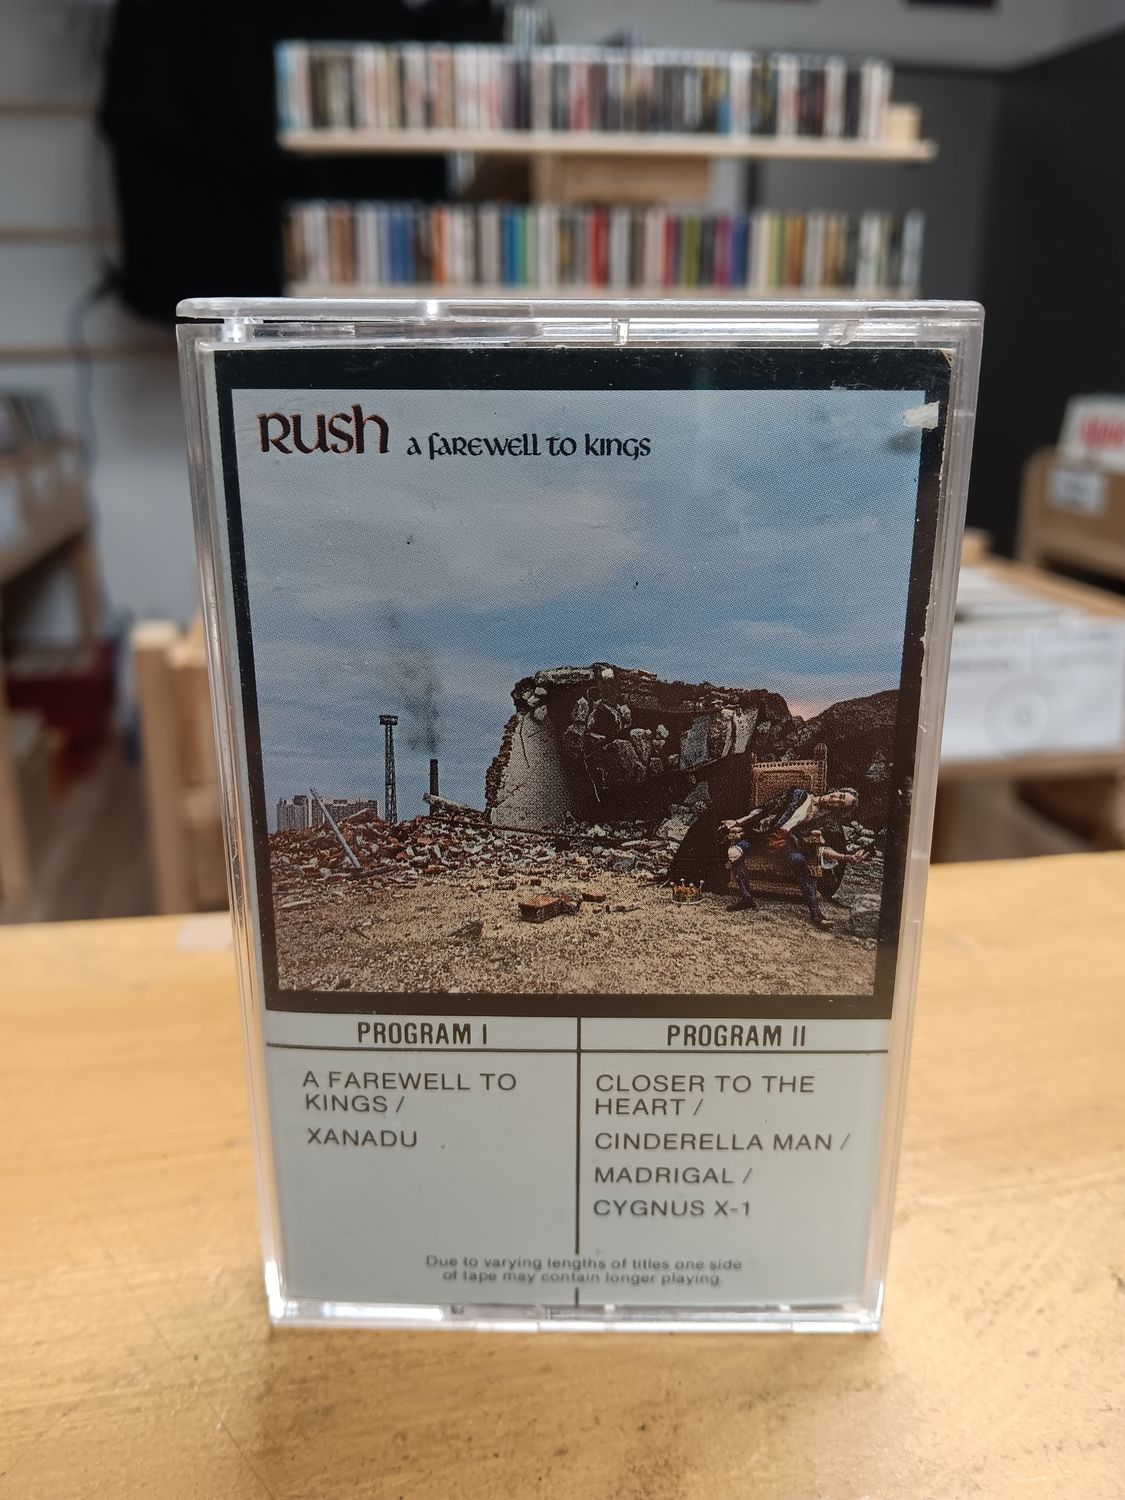 Rush a farewell to kings
PROGRAM I
A FAREWELL TO
KINGS /
XANADU
PROGRAM II
CLOSER TO THE
HEART /
CINDERELLA MAN /
MADRIGAL /
CYGNUS X-1
Due to varying lengths of titles one side
of tape may contain longer playing.